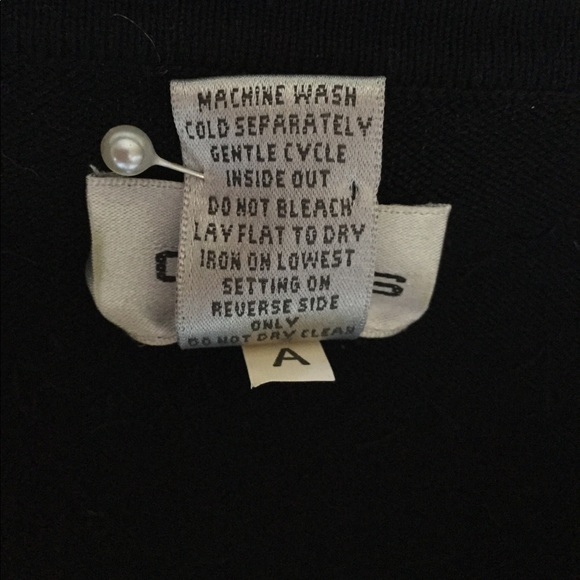 MACHINE WASH
COLD SEPARATELY
GENTLE CYCLE
INSIDE OUT
DO NOT BLEACH
LAY FLAT TO DRY
IRON ON LOWEST
SETTING ON
REVERSE SIDE
ONLY
DO NOT DRY CLEAN
A